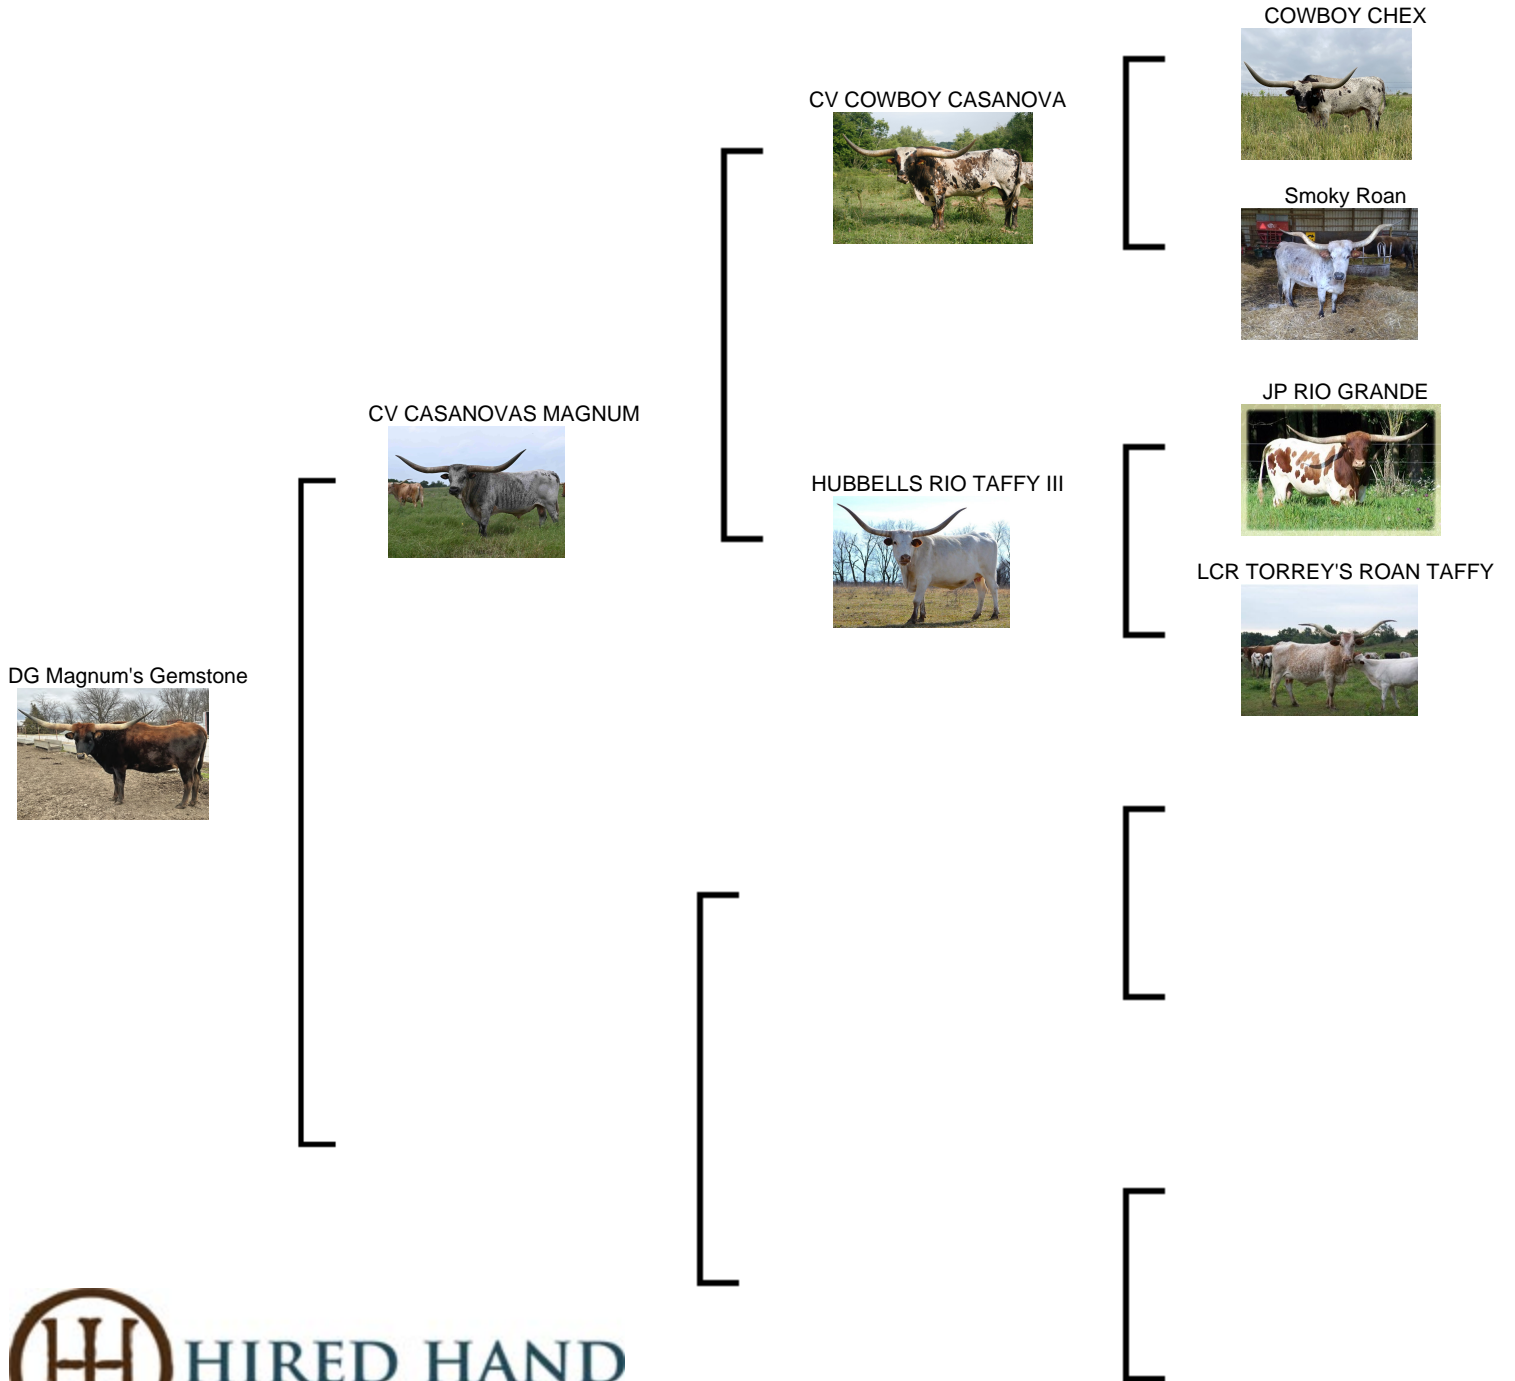 COWBOY CHEX
CV COWBOY CASANOVA
Smoky Roan
JP RIO GRANDE
CV CASANOVAS MAGNUM
HUBBELLS RIO TAFFY III
LCR TORREY'S ROAN TAFFY
DG Magnum's Gemstone
HIRED HAND